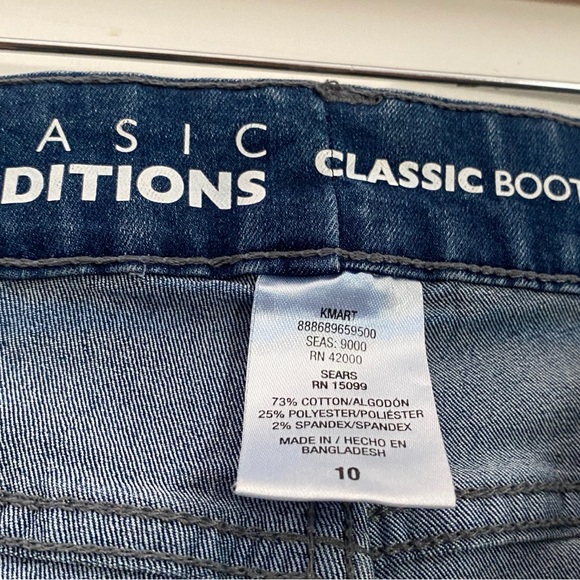 ASIC
DITIONS
CLASSIC BOOT
KMART
888689659500
SEAS: 9000
RN 42000
SEARS
RN 15099
73% COTTON/ALGODÓN
25% POLYESTER/POLIÉSTER
2% SPANDEX/SPANDEX
MADE IN / HECHO EN
BANGLADESH
10